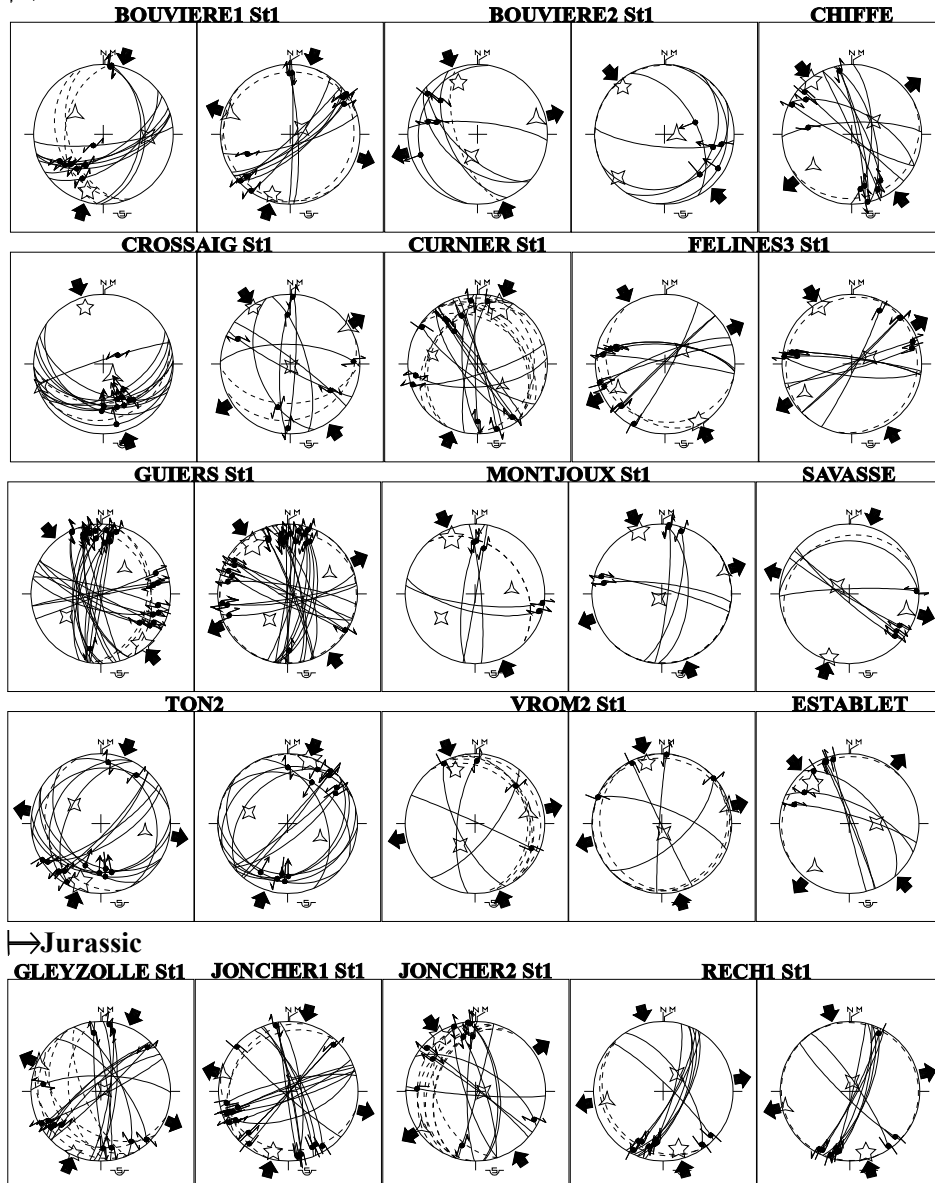 BOUVIERE1 St1 BOUVIERE2 St1 CHIFFE
N M N M N M N M N M
S S S S S
CROSSAIG St1 CURNIER St1 FELINES3 St1
N M N M N M N M N M
S S S S S
GUIERS St1 MONTJOUX St1 SAVASSE
N M N M N M N M N M
S S S S S
TON2 VROM2 St1 ESTABLET
N M N M N M N M N M
S S S S S
Jurassic
GLEYZOLLE St1 JONCHER1 St1 JONCHER2 St1 RECH1 St1
N M N M N M N M N M
S S S S S